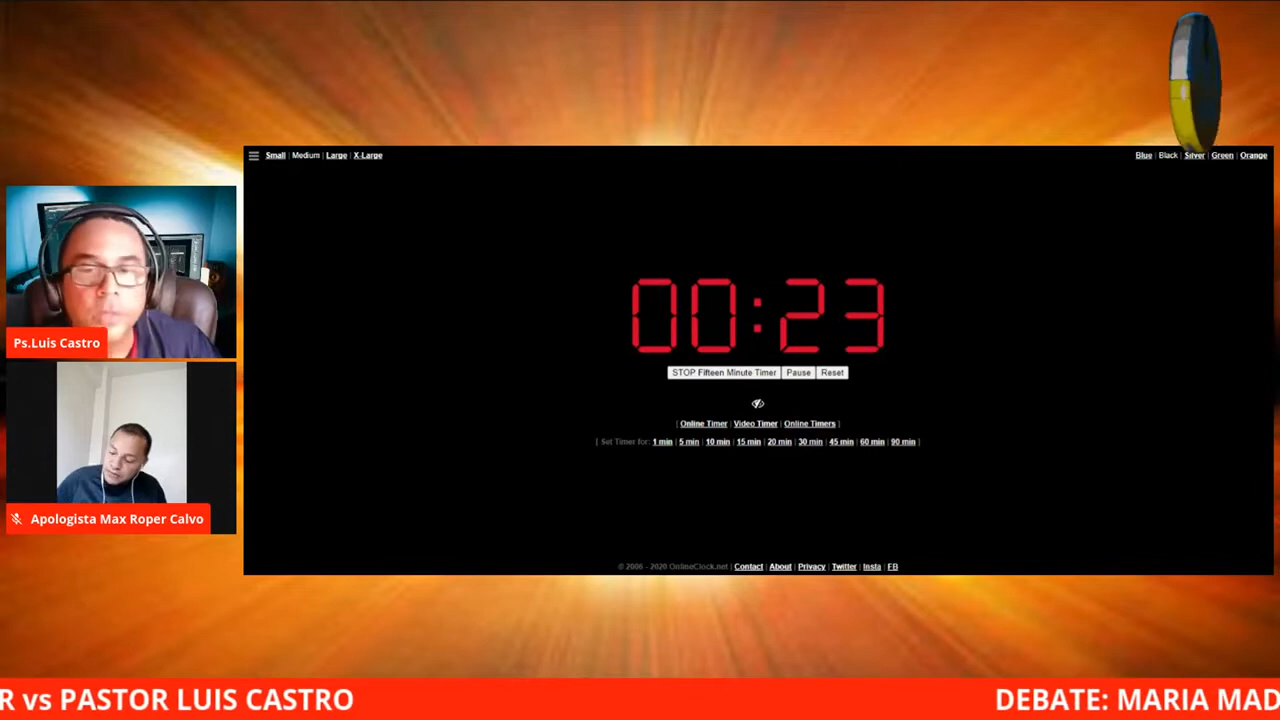 Small | Medium | Large | X-Large
Blue | Black | Silver | Green | Orange
Ps.Luis Castro
00:23
STOP Fifteen Minute Timer Pause Reset
| Online Timer | Video Timer | Online Timers |
[ Set Timer for: 1 min | 5 min | 10 min | 15 min | 20 min | 30 min | 45 min | 60 min | 90 min ]
Apologista Max Roper Calvo
© 2006 - 2020 OnlineClock.net | Contact | About | Privacy | Twitter | Insta | FB
R vs PASTOR LUIS CASTRO DEBATE: MARIA MAD